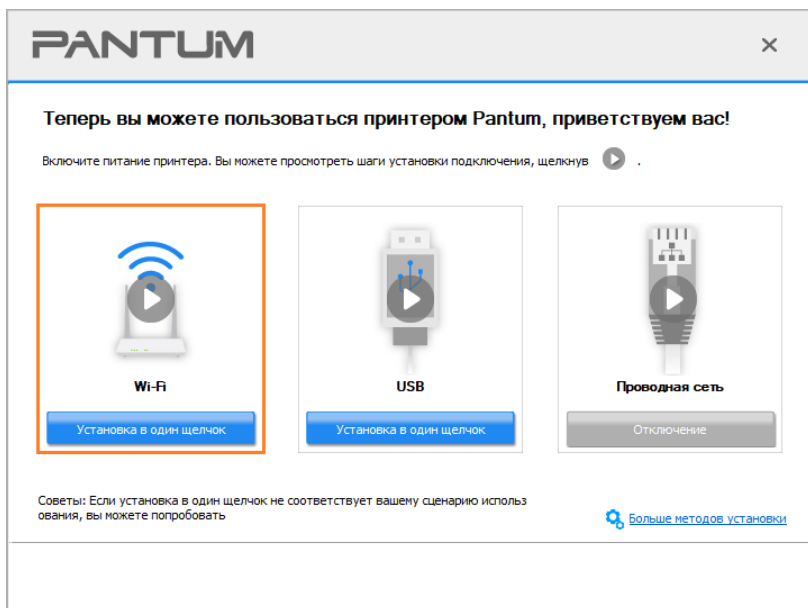 PANTUM
Теперь вы можете пользоваться принтером Pantum, приветствуем вас!
Включите питание принтера. Вы можете просмотреть шаги установки подключения, щелкнув .
Wi-Fi
USB
Проводная сеть
Установка в один щелчок
Установка в один щелчок
Отключение
Советы: Если установка в один щелчок не соответствует вашему сценарию использ
ования, вы можете попробовать
Больше методов установки